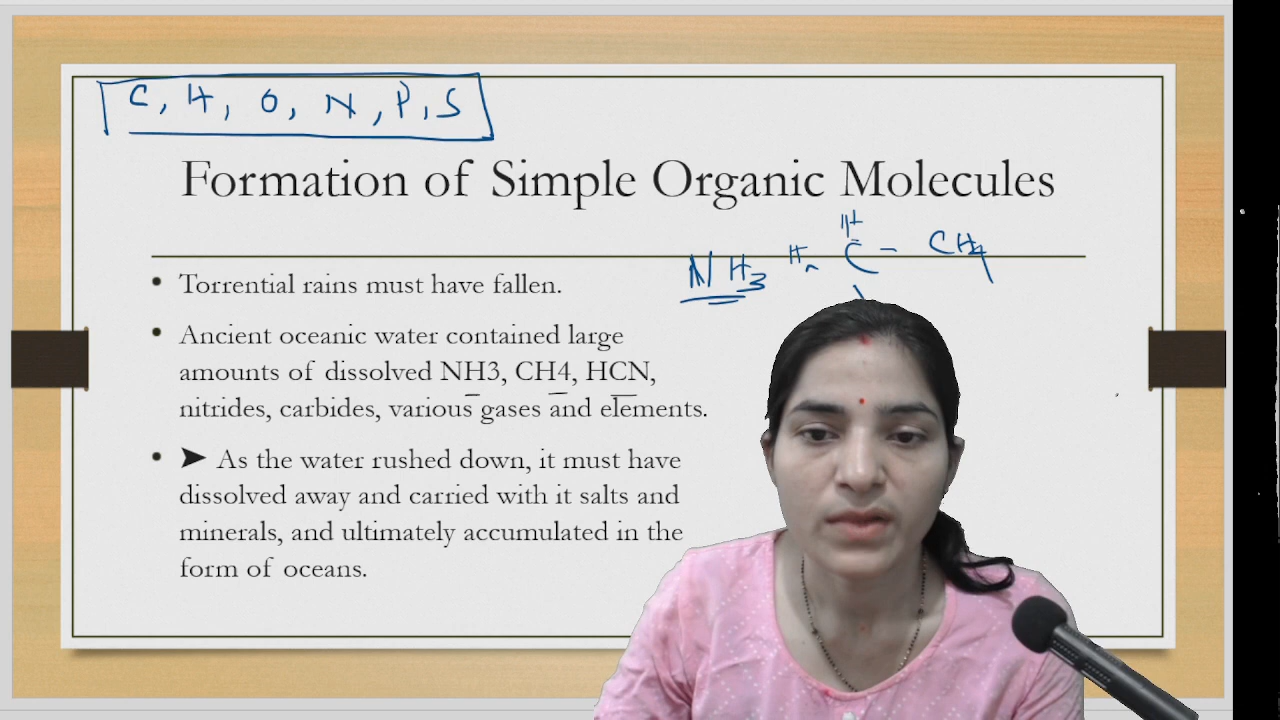 C, H, O, N, P, S
Formation of Simple Organic Molecules
H
NH3 H C - CH4
• Torrential rains must have fallen.
• Ancient oceanic water contained large
amounts of dissolved NH3, CH4, HCN,
nitrides, carbides, various gases and elements.
• ➤ As the water rushed down, it must have
dissolved away and carried with it salts and
minerals, and ultimately accumulated in the
form of oceans.